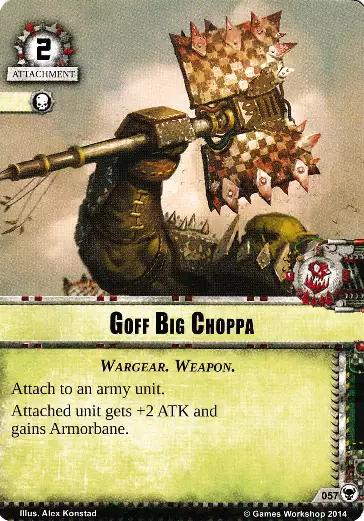 2
ATTACHMENT
Goff Big Choppa
Wargear. Weapon.
Attach to an army unit.
Attached unit gets +2 ATK and
gains Armorbane.
057
Illus. Alex Konstad
© Games Workshop 2014